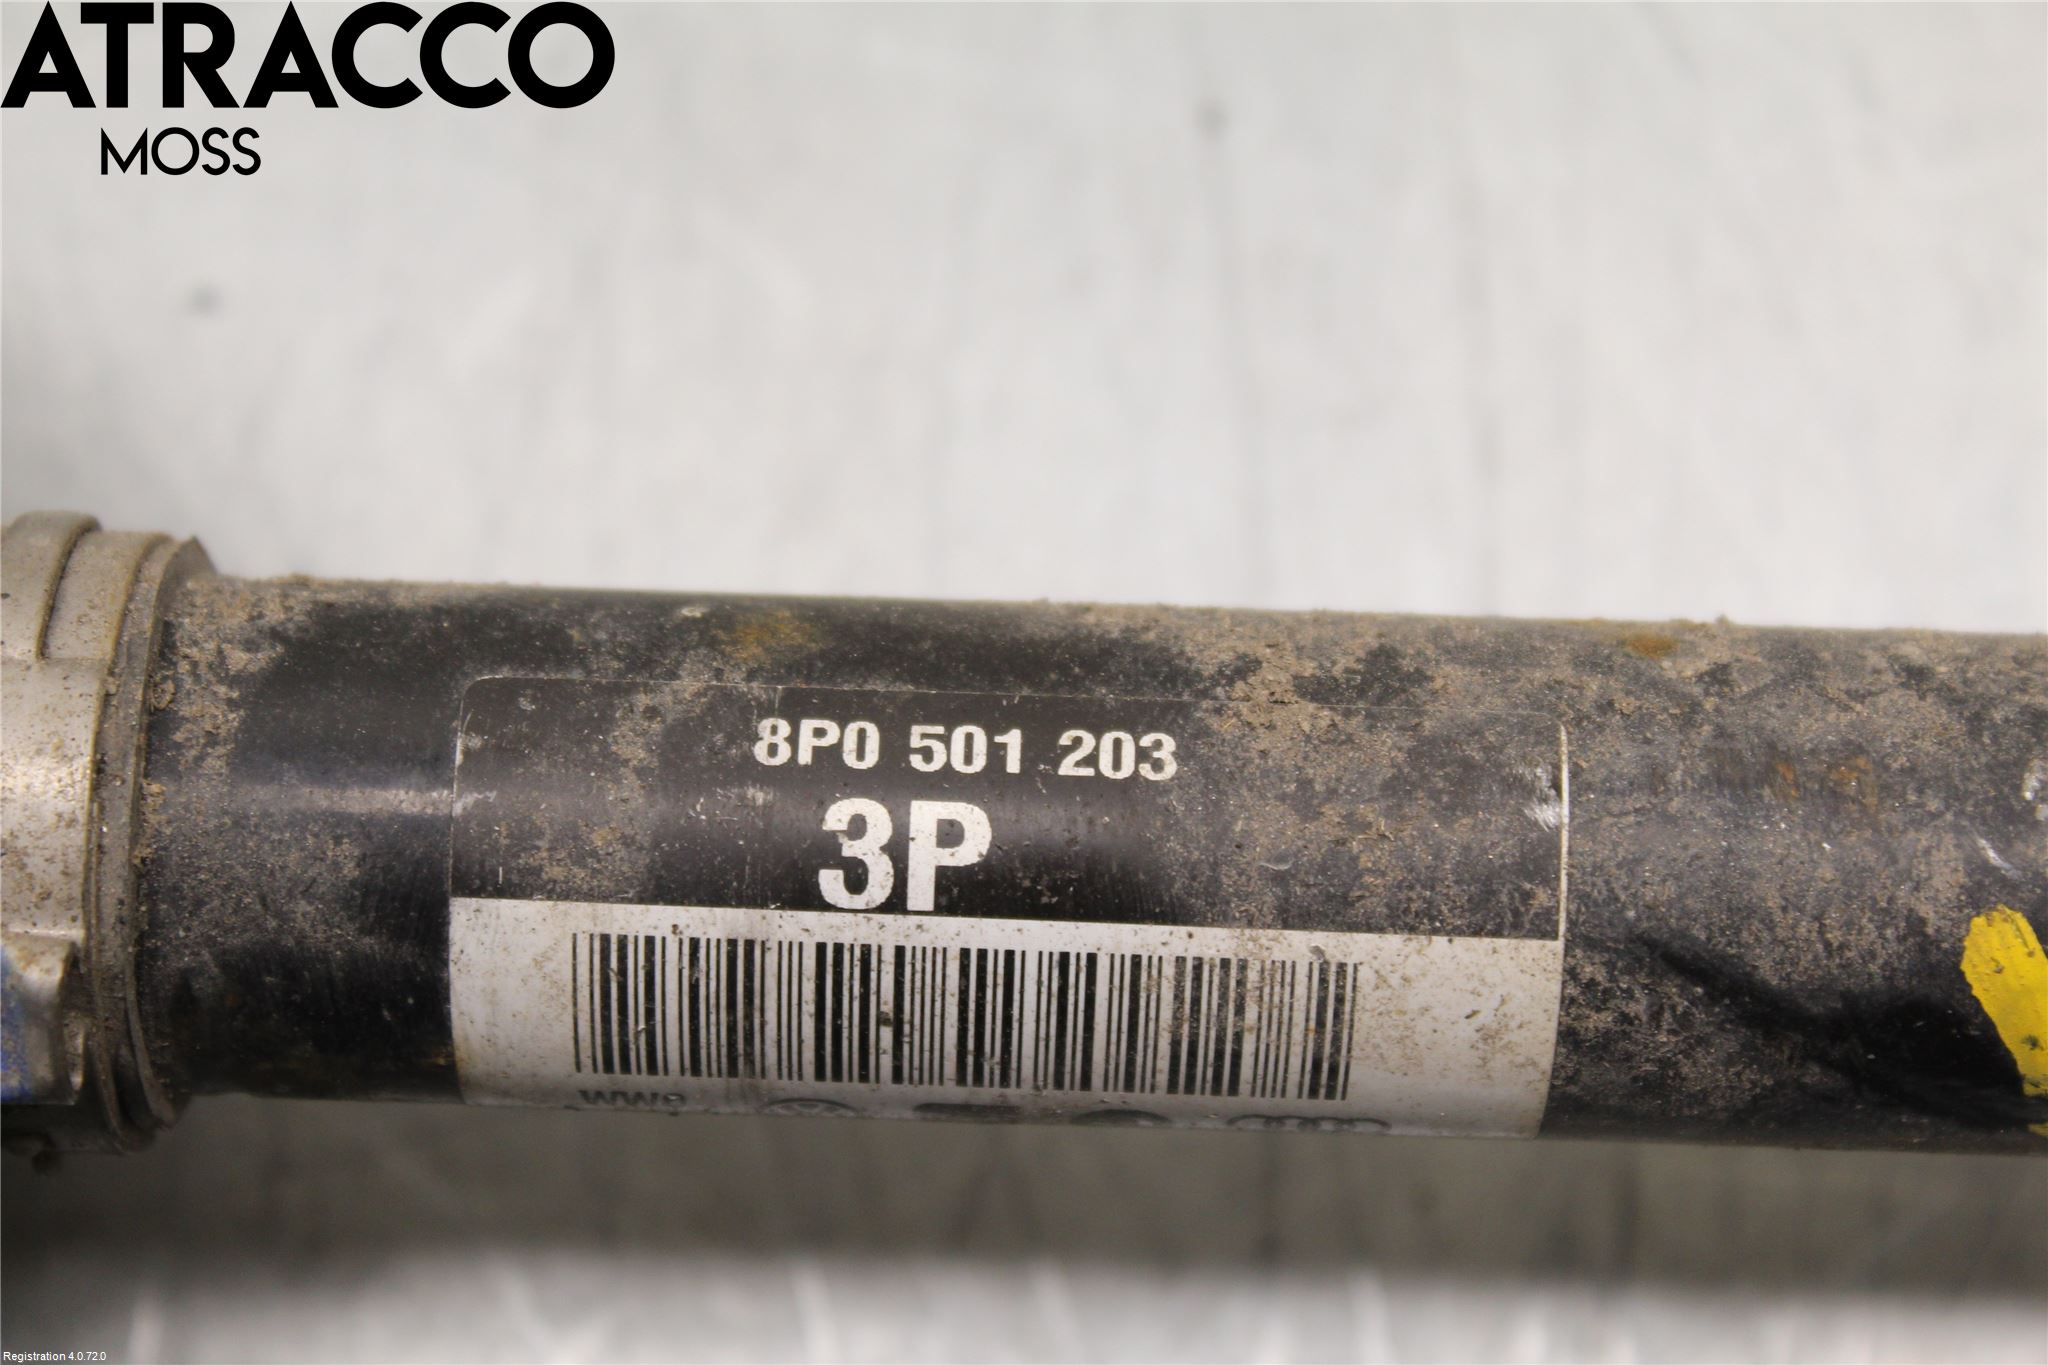 ATRACCO
MOSS
8P0 501 203
3P
Registration 4.0.72.0